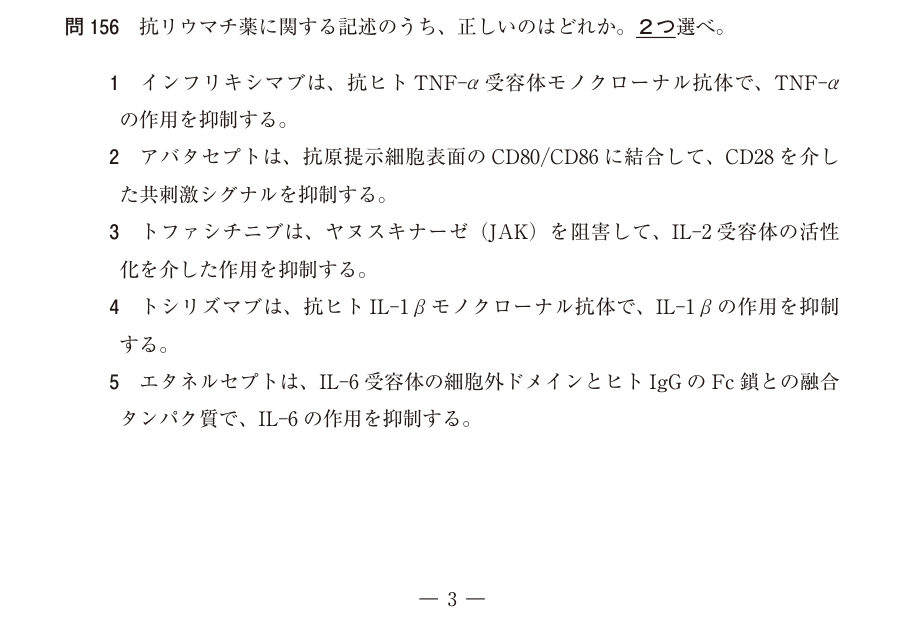 問 156 抗リウマチ薬に関する記述のうち、正しいのはどれか。2つ選べ。
1 インフリキシマブは、抗ヒト TNF-α 受容体モノクローナル抗体で、TNF-α
の作用を抑制する。
2 アバタセプトは、抗原提示細胞表面の CD80/CD86 に結合して、CD28 を介し
た共刺激シグナルを抑制する。
3 トファシチニブは、ヤヌスキナーゼ(JAK)を阻害して、IL-2 受容体の活性
化を介した作用を抑制する。
4 トシリズマブは、抗ヒト IL-1β モノクローナル抗体で、IL-1β の作用を抑制
する。
5 エタネルセプトは、IL-6 受容体の細胞外ドメインとヒト IgG の Fc 鎖との融合
タンパク質で、IL-6 の作用を抑制する。
— 3 —